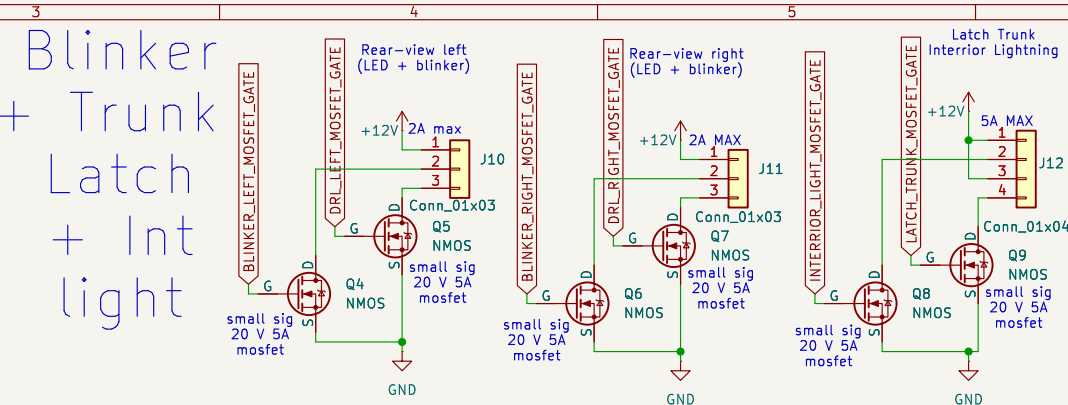 3
4
5
Blinker
+ Trunk
Latch
+ Int
light
BLINKER_LEFT_MOSFET_GATE
DRL_LEFT_MOSFET_GATE
Rear-view left
(LED + blinker)
+12V
2A max
1
2
3
J10
Conn_01x03
D
G
S
Q5
NMOS
small sig
20 V 5A
mosfet
D
G
S
Q4
NMOS
small sig
20 V 5A
mosfet
GND
BLINKER_RIGHT_MOSFET_GATE
DRL_RIGHT_MOSFET_GATE
Rear-view right
(LED + blinker)
+12V
2A MAX
1
2
3
J11
Conn_01x03
D
G
S
Q7
NMOS
small sig
20 V 5A
mosfet
D
G
S
Q6
NMOS
small sig
20 V 5A
mosfet
GND
INTERRIOR_LIGHT_MOSFET_GATE
LATCH_TRUNK_MOSFET_GATE
Latch Trunk
Interrior Lightning
+12V
5A MAX
1
2
3
4
J12
Conn_01x04
D
G
S
Q9
NMOS
small sig
20 V 5A
mosfet
D
G
S
Q8
NMOS
small sig
20 V 5A
mosfet
GND